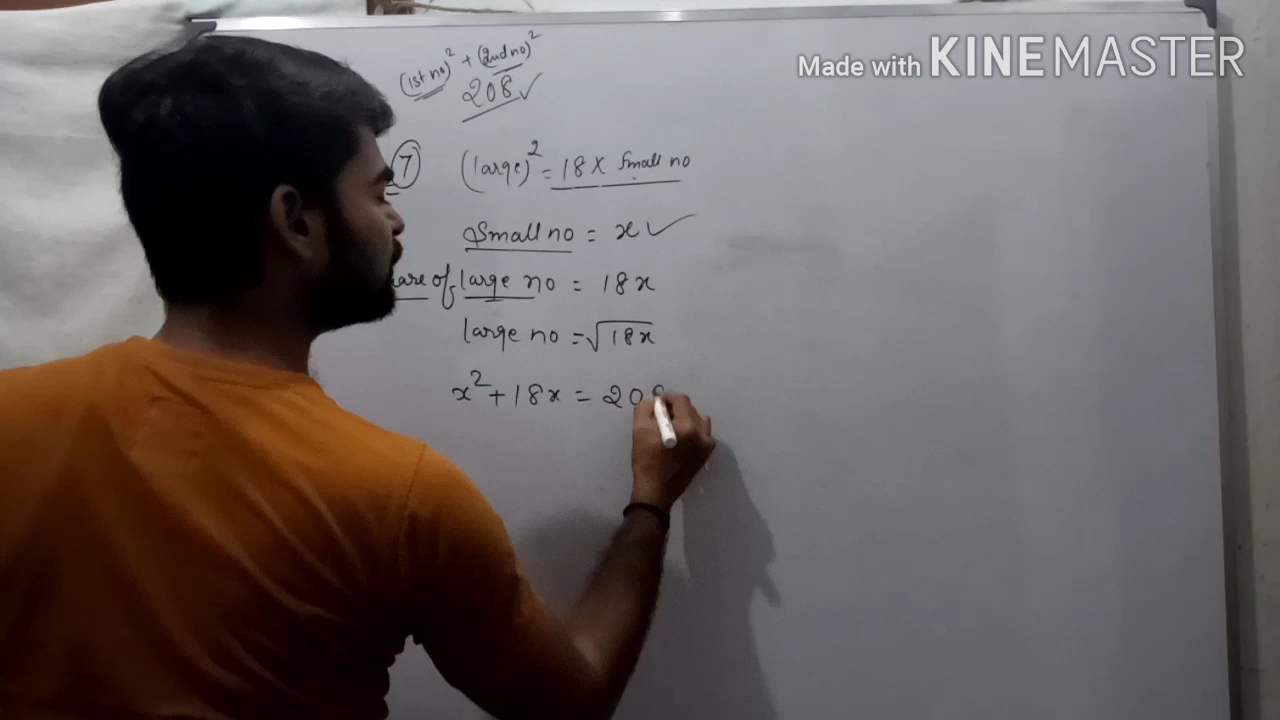 Made with KINEMASTER
(1st no)² + (2nd no)²
208 ✓
7 (large)² = 18 x Small no
Small no = x ✓
are of large no = 18x
large no = √18x
x² + 18x = 208